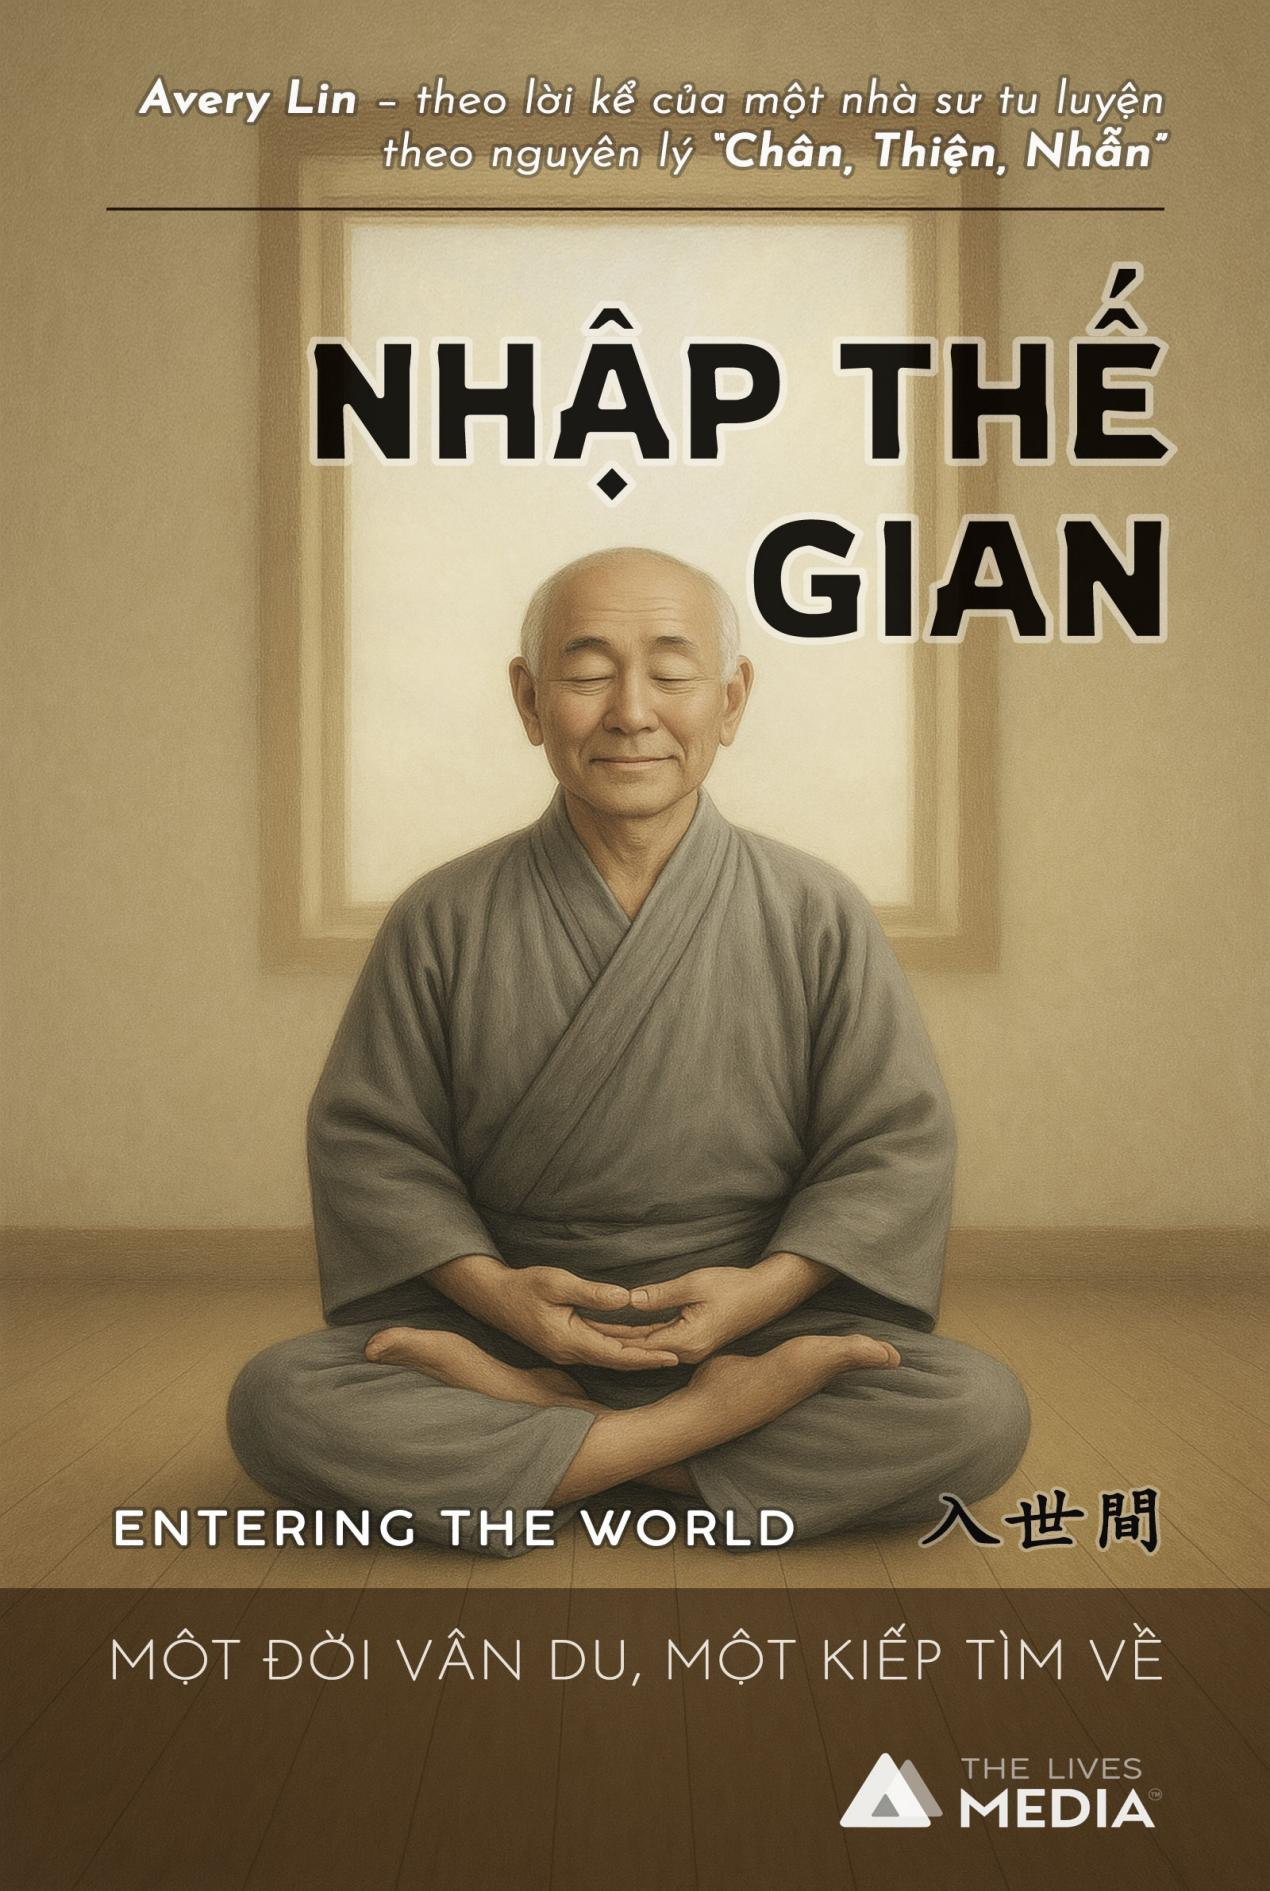 Avery Lin – theo lời kể của một nhà sư tu luyện
theo nguyên lý “Chân, Thiện, Nhẫn”
NHẬP THẾ
GIAN
ENTERING THE WORLD
入世間
MỘT ĐỜI VÂN DU, MỘT KIẾP TÌM VỀ
THE LIVES
MEDIA™